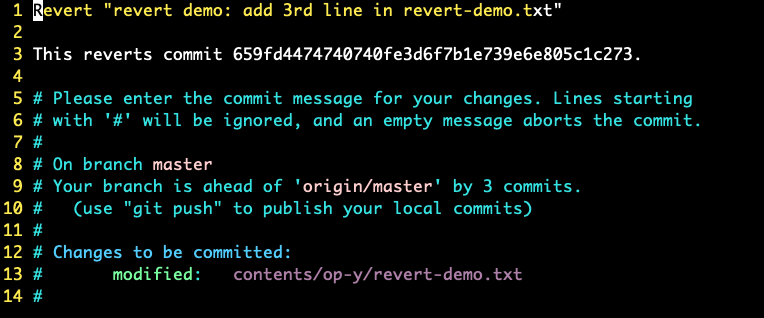 1 Revert "revert demo: add 3rd line in revert-demo.txt"
2
3 This reverts commit 659fd4474740740fe3d6f7b1e739e6e805c1c273.
4
5 # Please enter the commit message for your changes. Lines starting
6 # with '#' will be ignored, and an empty message aborts the commit.
7 #
8 # On branch master
9 # Your branch is ahead of 'origin/master' by 3 commits.
10 #   (use "git push" to publish your local commits)
11 #
12 # Changes to be committed:
13 #       modified:   contents/op-y/revert-demo.txt
14 #